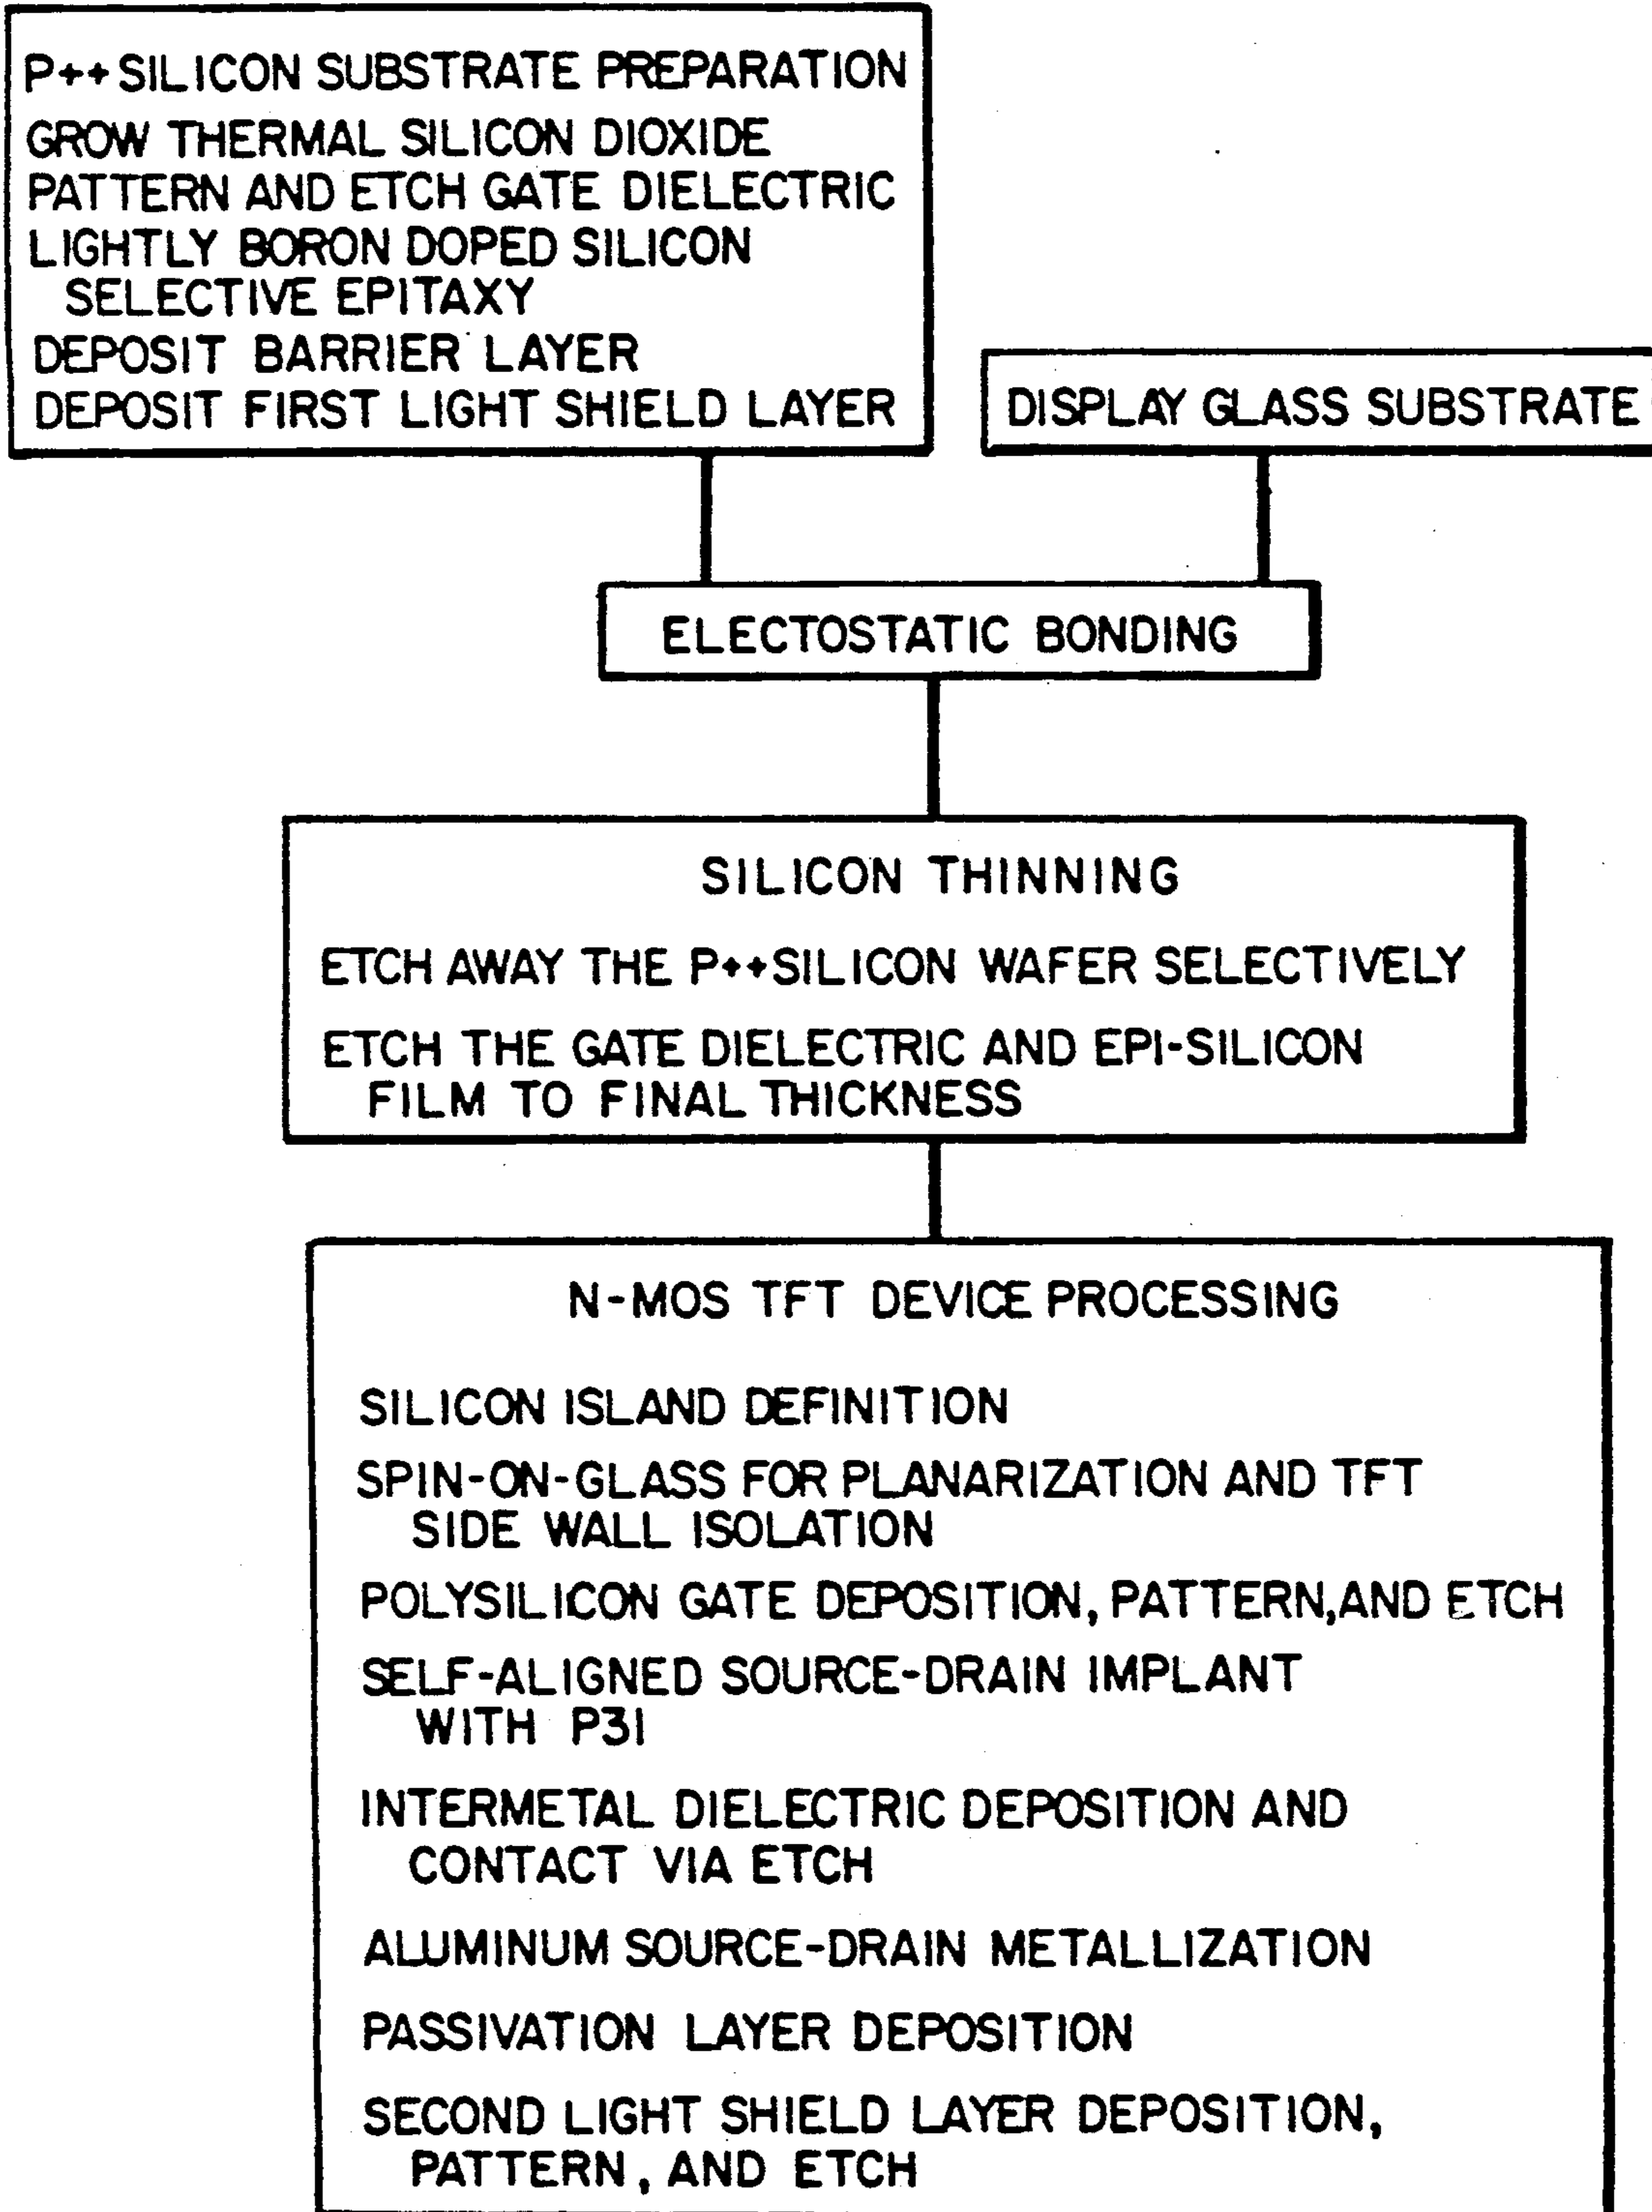 P++ SILICON SUBSTRATE PREPARATION
GROW THERMAL SILICON DIOXIDE
PATTERN AND ETCH GATE DIELECTRIC
LIGHTLY BORON DOPED SILICON
SELECTIVE EPITAXY
DEPOSIT BARRIER LAYER
DEPOSIT FIRST LIGHT SHIELD LAYER
DISPLAY GLASS SUBSTRATE
ELECTOSTATIC BONDING
SILICON THINNING
ETCH AWAY THE P++ SILICON WAFER SELECTIVELY
ETCH THE GATE DIELECTRIC AND EPI-SILICON
FILM TO FINAL THICKNESS
N-MOS TFT DEVICE PROCESSING
SILICON ISLAND DEFINITION
SPIN-ON-GLASS FOR PLANARIZATION AND TFT
SIDE WALL ISOLATION
POLYSILICON GATE DEPOSITION, PATTERN, AND ETCH
SELF-ALIGNED SOURCE-DRAIN IMPLANT
WITH P31
INTERMETAL DIELECTRIC DEPOSITION AND
CONTACT VIA ETCH
ALUMINUM SOURCE-DRAIN METALLIZATION
PASSIVATION LAYER DEPOSITION
SECOND LIGHT SHIELD LAYER DEPOSITION,
PATTERN, AND ETCH